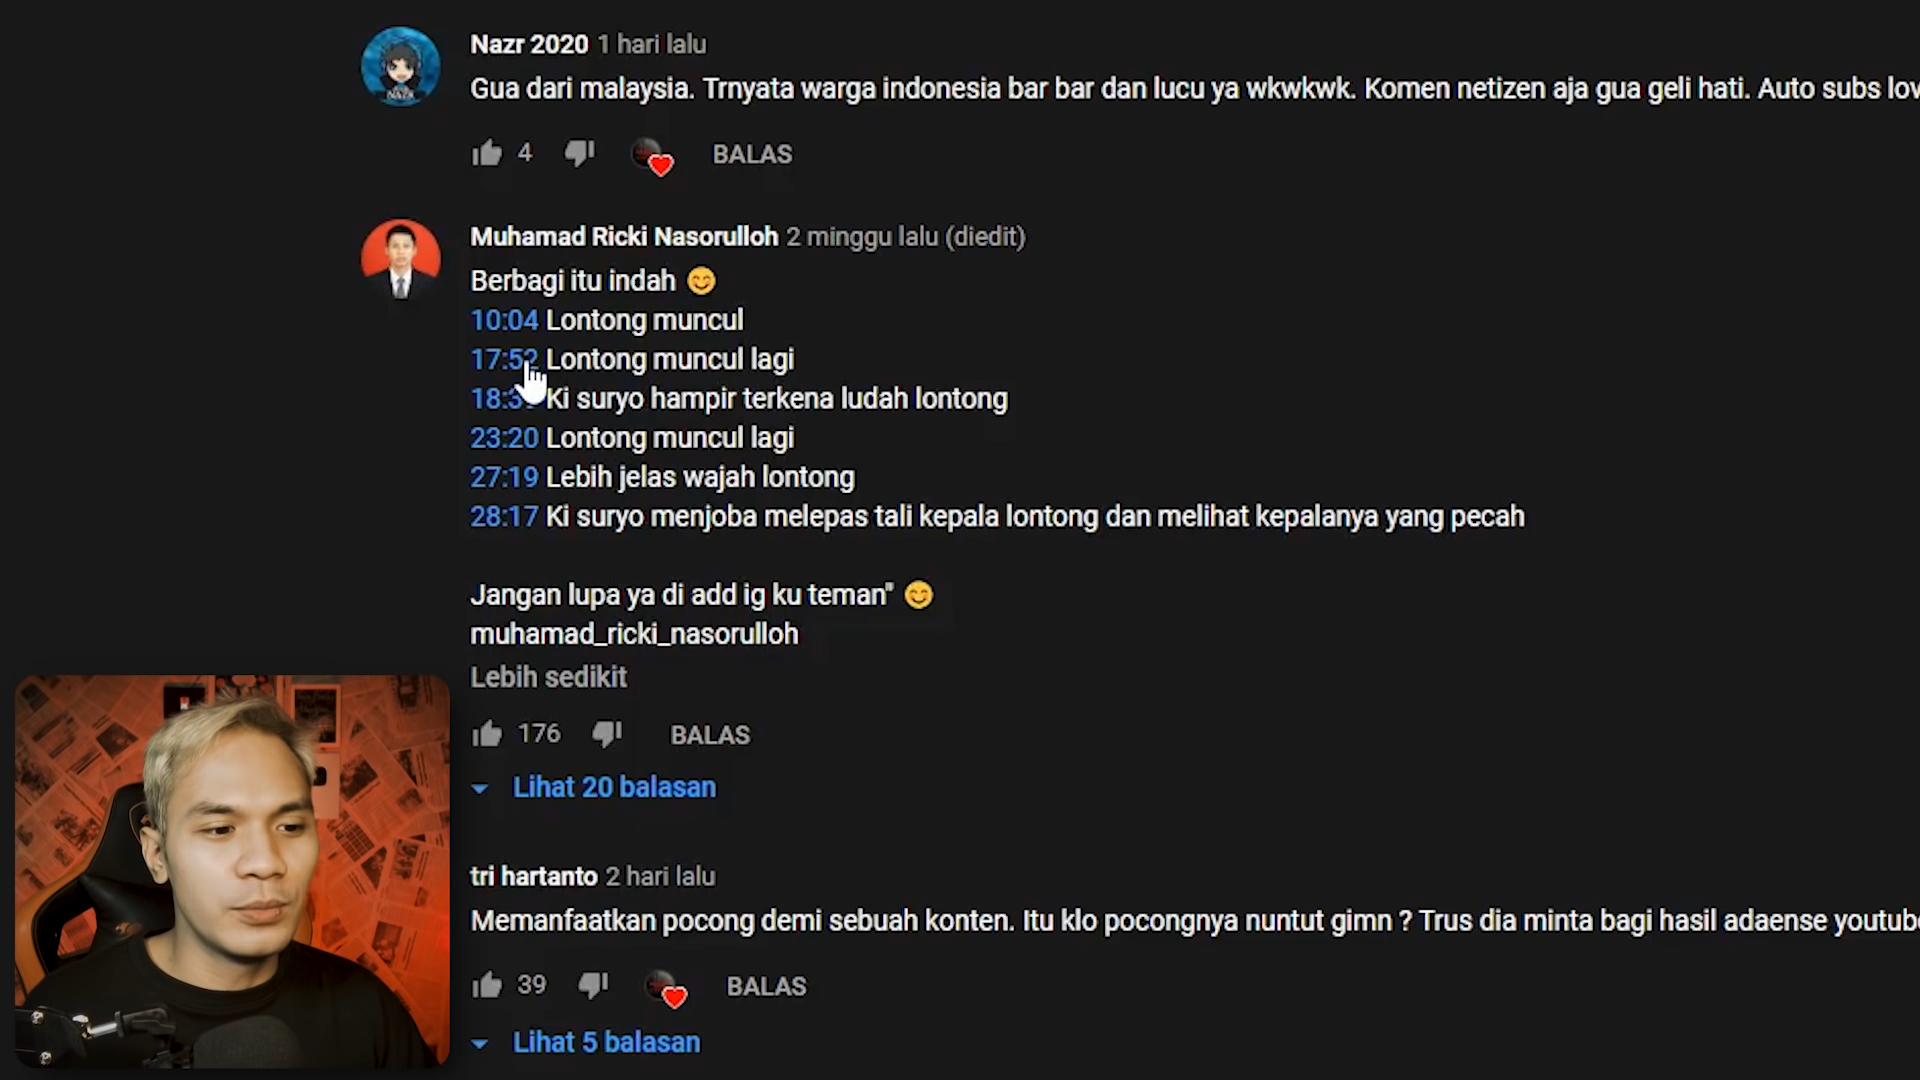 Nazr 2020 1 hari lalu
Gua dari malaysia. Trnyata warga indonesia bar bar dan lucu ya wkwkwk. Komen netizen aja gua geli hati. Auto subs lov
4 BALAS
Muhamad Ricki Nasorulloh 2 minggu lalu (diedit)
Berbagi itu indah 😊
10:04 Lontong muncul
17:52 Lontong muncul lagi
Ki suryo hampir terkena ludah lontong
23:20 Lontong muncul lagi
27:19 Lebih jelas wajah lontong
28:17 Ki suryo menjoba melepas tali kepala lontong dan melihat kepalanya yang pecah
Jangan lupa ya di add ig ku teman" 😊
muhamad_ricki_nasorulloh
Lebih sedikit
176 BALAS
Lihat 20 balasan
tri hartanto 2 hari lalu
Memanfaatkan pocong demi sebuah konten. Itu klo pocongnya nuntut gimn ? Trus dia minta bagi hasil adaense youtube
39 BALAS
Lihat 5 balasan